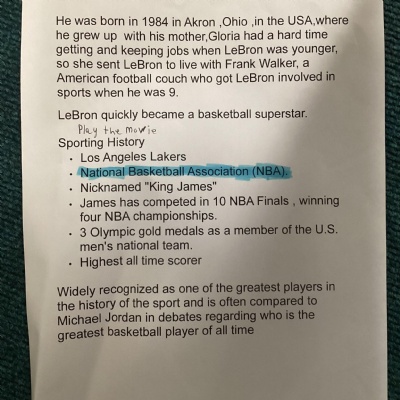 He was born in 1984 in Akron ,Ohio ,in the USA,where
he grew up with his mother,Gloria had a hard time
getting and keeping jobs when LeBron was younger,
so she sent LeBron to live with Frank Walker, a
American football couch who got LeBron involved in
sports when he was 9.
LeBron quickly became a basketball superstar.
Play the movie
Sporting History
• Los Angeles Lakers
• National Basketball Association (NBA).
• Nicknamed "King James"
• James has competed in 10 NBA Finals , winning
four NBA championships.
• 3 Olympic gold medals as a member of the U.S.
men's national team.
• Highest all time scorer
Widely recognized as one of the greatest players in
the history of the sport and is often compared to
Michael Jordan in debates regarding who is the
greatest basketball player of all time